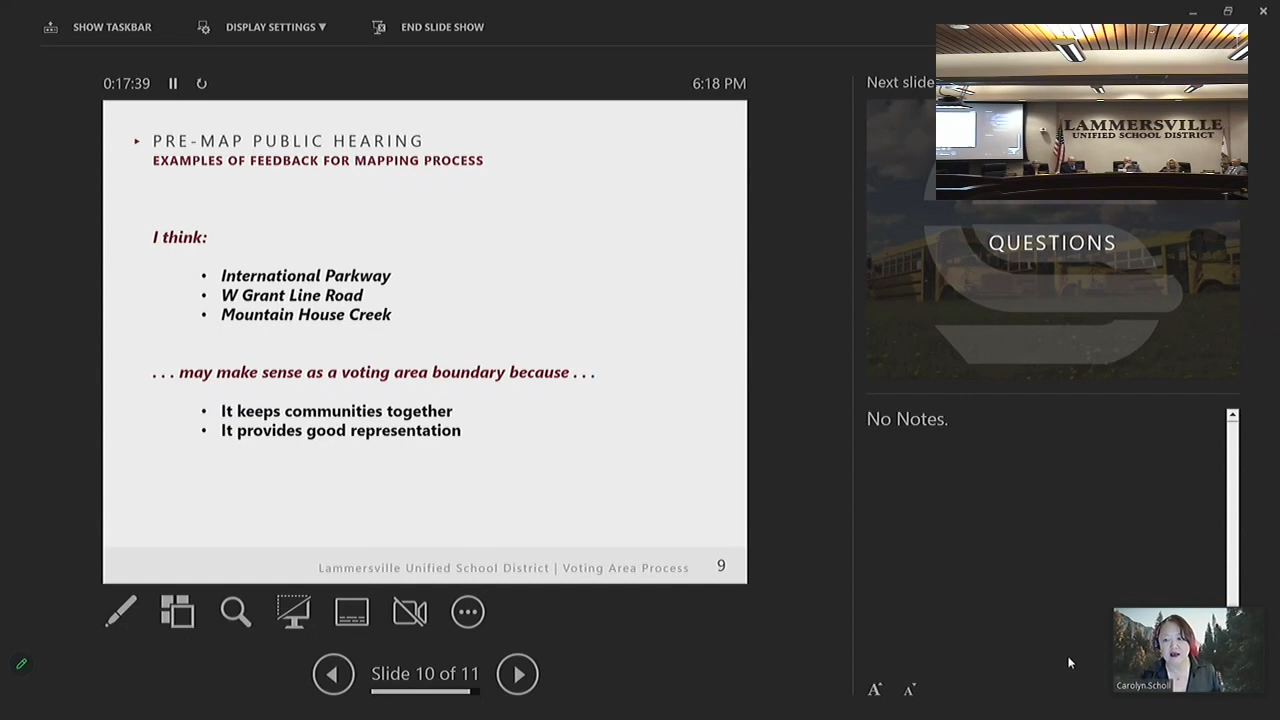 SHOW TASKBAR
DISPLAY SETTINGS ▼
END SLIDE SHOW
0:17:39
6:18 PM
Next slide
LAMMERSVILLE
UNIFIED SCHOOL DISTRICT
PRE-MAP PUBLIC HEARING
EXAMPLES OF FEEDBACK FOR MAPPING PROCESS
I think:
• International Parkway
• W Grant Line Road
• Mountain House Creek
. . . may make sense as a voting area boundary because . . .
• It keeps communities together
• It provides good representation
Lammersville Unified School District | Voting Area Process 9
QUESTIONS
No Notes.
Slide 10 of 11
A A
Carolyn.Scholl